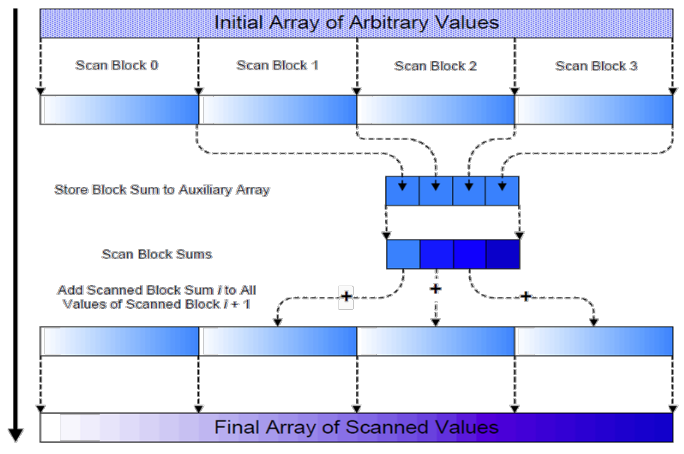 Initial Array of Arbitrary Values
Scan Block 0
Scan Block 1
Scan Block 2
Scan Block 3
Store Block Sum to Auxiliary Array
Scan Block Sums
Add Scanned Block Sum i to All
Values of Scanned Block i + 1
+
+
+
Final Array of Scanned Values